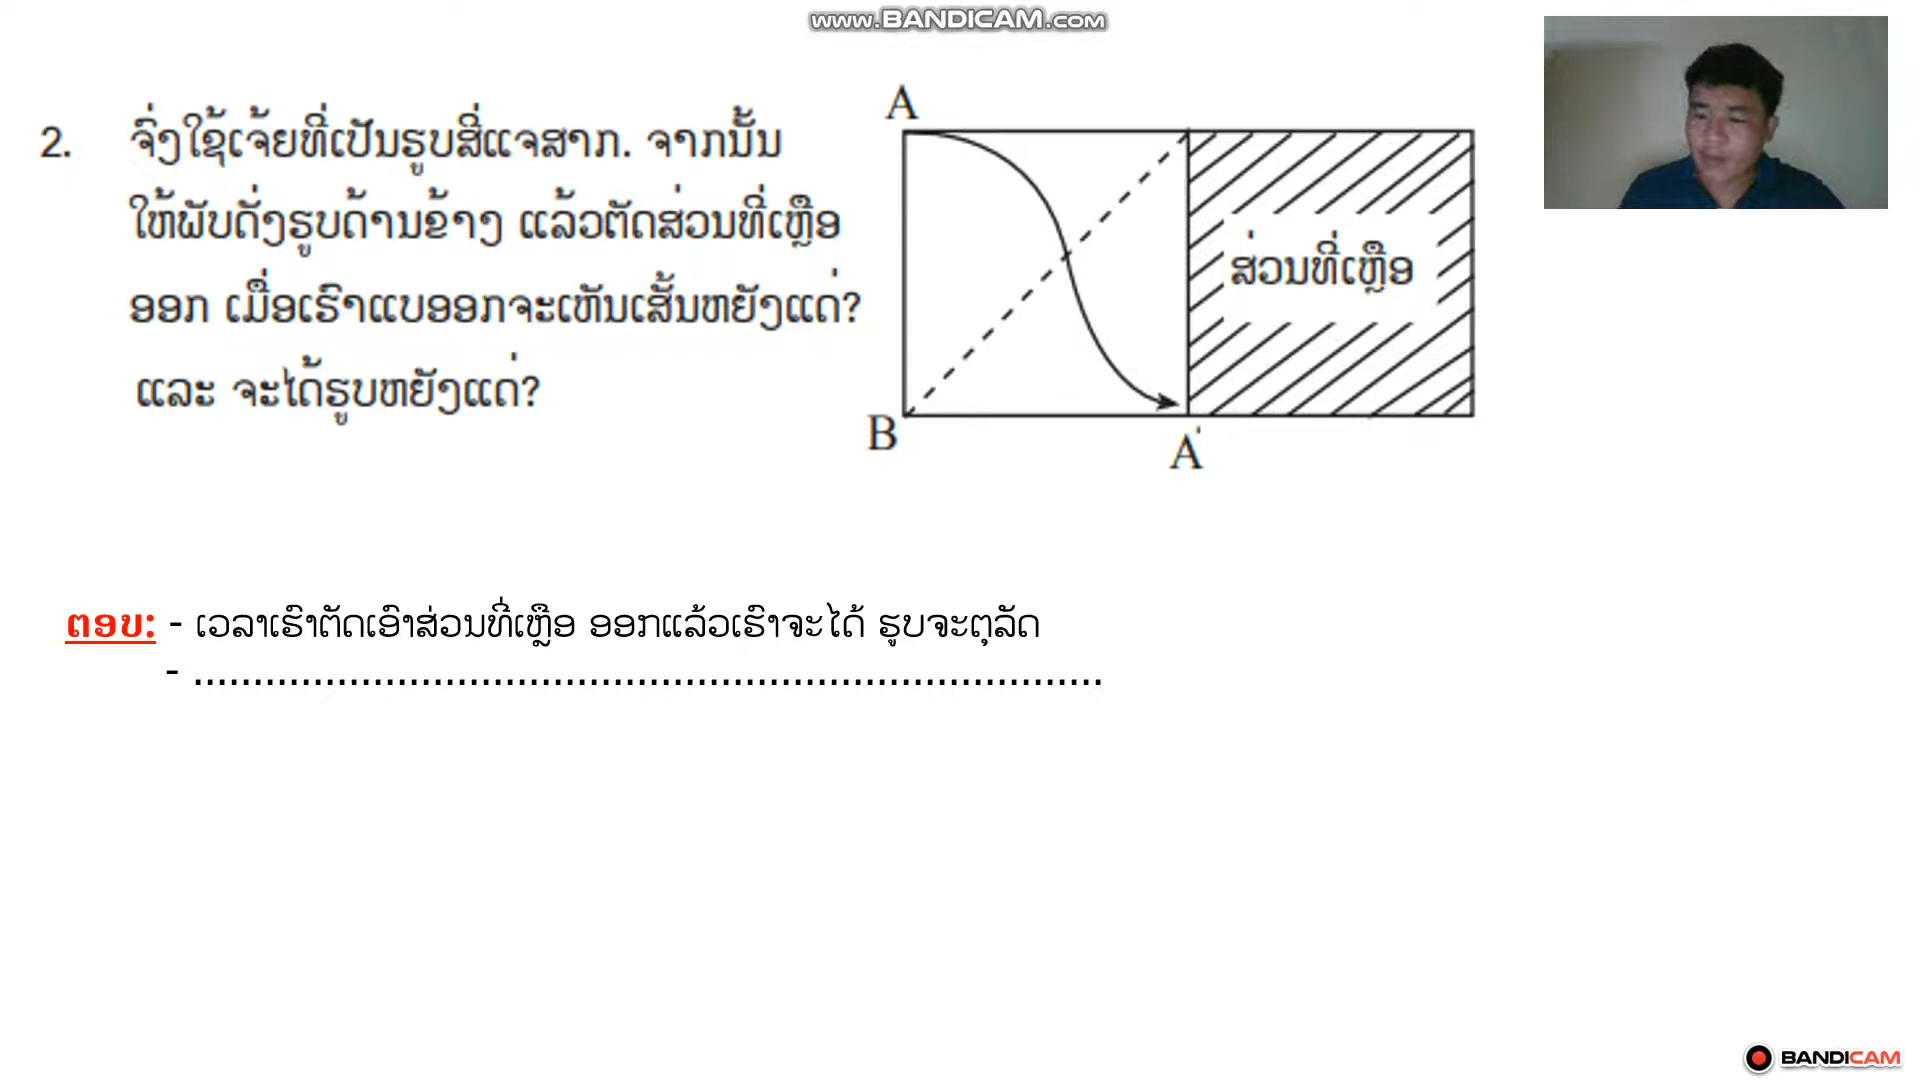 www.BANDICAM.com
2. ຈົ່ງໃຊ້ເຈ້ຍທີ່ເປັນຮູບສີ່ແຈສາກ. ຈາກນັ້ນ
ໃຫ້ພັບດັ່ງຮູບດ້ານຂ້າງ ແລ້ວຕັດສ່ວນທີ່ເຫຼືອ
ອອກ ເມື່ອເຮົາແບອອກຈະເຫັນເສັ້ນຫຍັງແດ່?
ແລະ ຈະໄດ້ຮູບຫຍັງແດ່?
A
ສ່ວນທີ່ເຫຼືອ
B
A'
ຕອບ: - ເວລາເຮົາຕັດເອົາສ່ວນທີ່ເຫຼືອ ອອກແລ້ວເຮົາຈະໄດ້ ຮູບຈະຕຸລັດ
- ............................................................................
BANDICAM